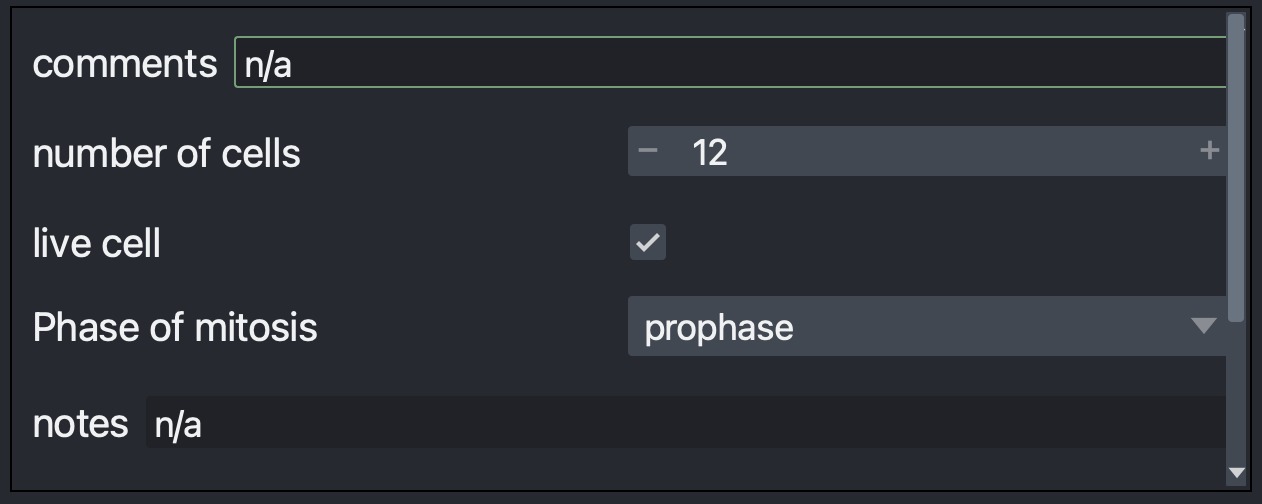 comments n/a
number of cells − 12 +
live cell
Phase of mitosis prophase
notes n/a